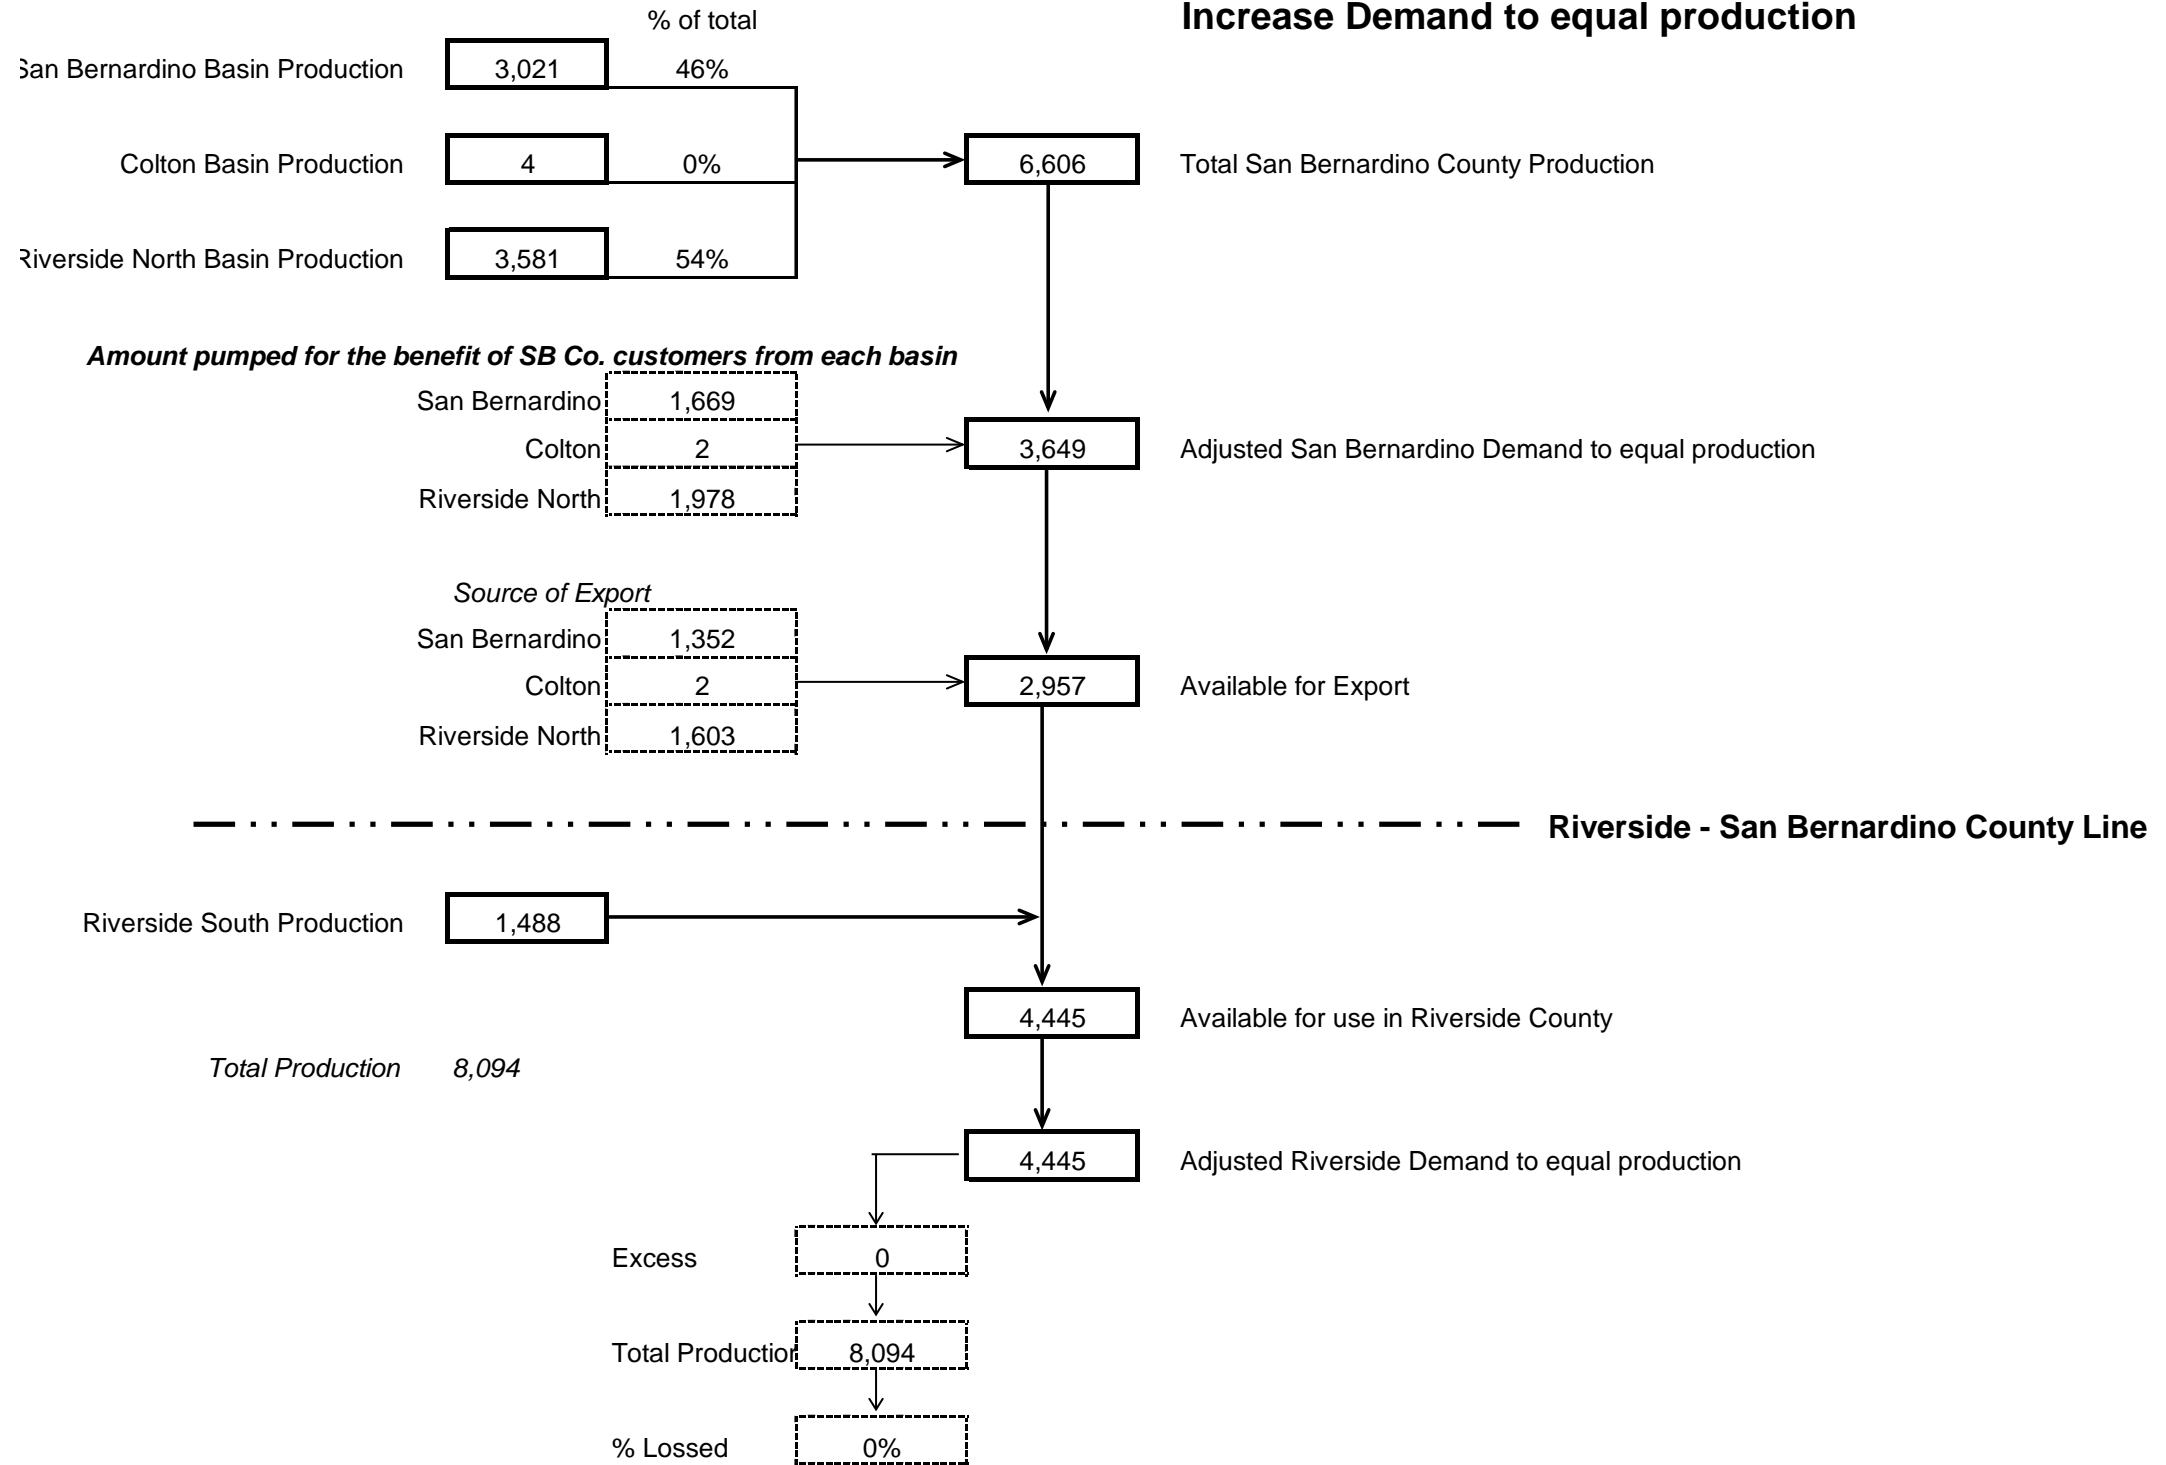 % of total
Increase Demand to equal production
San Bernardino Basin Production 3,021 46%
Colton Basin Production 4 0% 6,606 Total San Bernardino County Production
Riverside North Basin Production 3,581 54%
Amount pumped for the benefit of SB Co. customers from each basin
San Bernardino 1,669
Colton 2 3,649 Adjusted San Bernardino Demand to equal production
Riverside North 1,978
Source of Export
San Bernardino 1,352
Colton 2 2,957 Available for Export
Riverside North 1,603
Riverside - San Bernardino County Line
Riverside South Production 1,488
4,445 Available for use in Riverside County
Total Production 8,094
4,445 Adjusted Riverside Demand to equal production
Excess 0
Total Production 8,094
% Lossed 0%